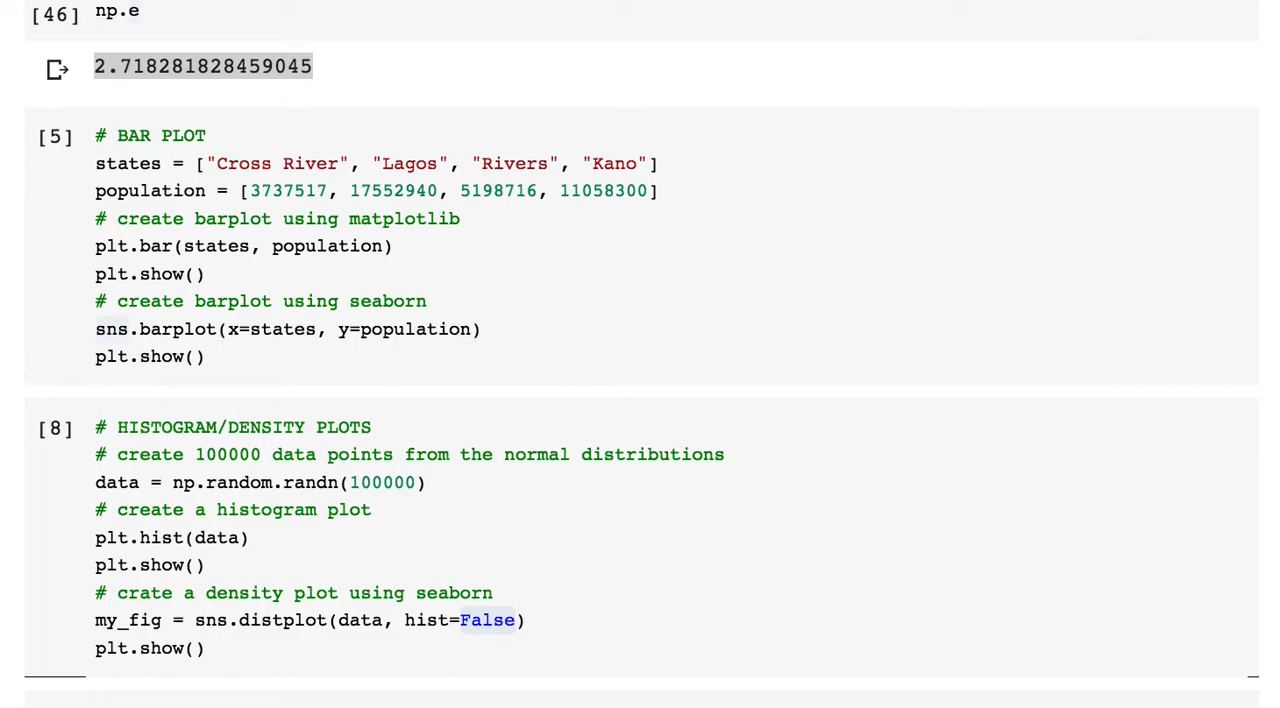 [46] np.e
2.718281828459045
[5] # BAR PLOT
states = ["Cross River", "Lagos", "Rivers", "Kano"]
population = [3737517, 17552940, 5198716, 11058300]
# create barplot using matplotlib
plt.bar(states, population)
plt.show()
# create barplot using seaborn
sns.barplot(x=states, y=population)
plt.show()
[8] # HISTOGRAM/DENSITY PLOTS
# create 100000 data points from the normal distributions
data = np.random.randn(100000)
# create a histogram plot
plt.hist(data)
plt.show()
# crate a density plot using seaborn
my_fig = sns.distplot(data, hist=False)
plt.show()